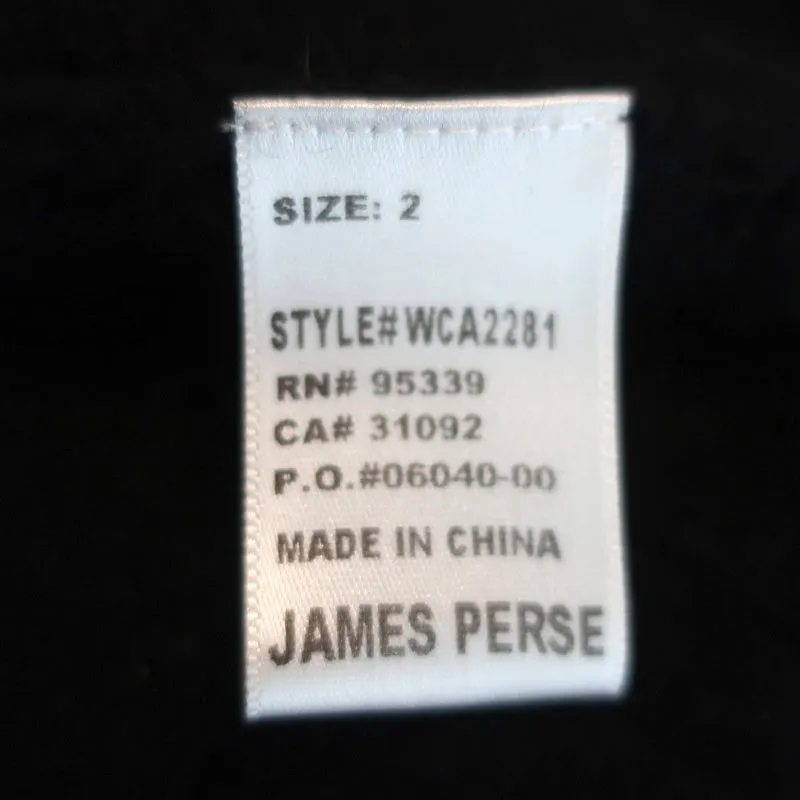 SIZE: 2
STYLE#WCA2281
RN# 95339
CA# 31092
P.O.#06040-00
MADE IN CHINA
JAMES PERSE